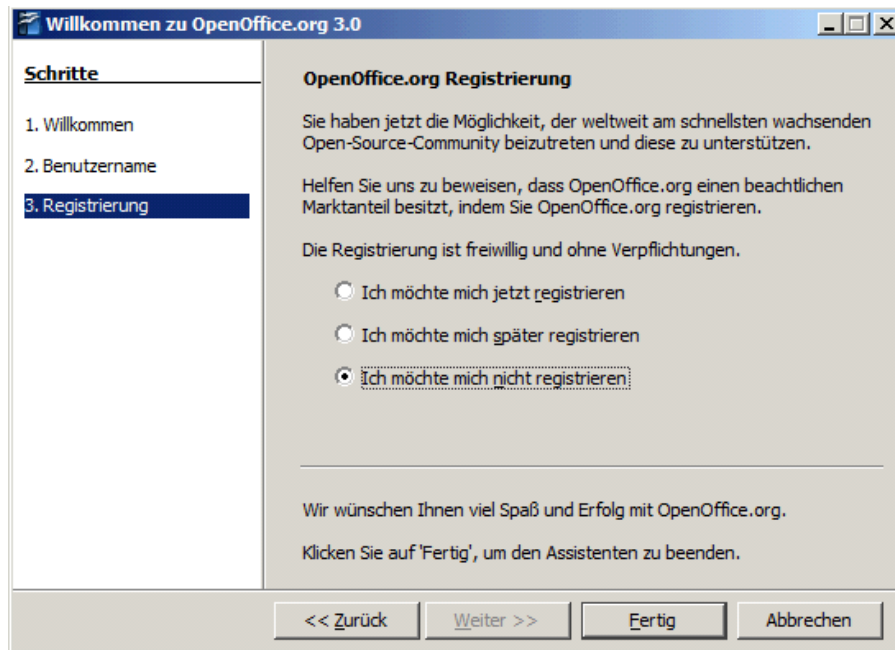 Willkommen zu OpenOffice.org 3.0
Schritte
1. Willkommen
2. Benutzername
3. Registrierung
OpenOffice.org Registrierung
Sie haben jetzt die Möglichkeit, der weltweit am schnellsten wachsenden
Open-Source-Community beizutreten und diese zu unterstützen.
Helfen Sie uns zu beweisen, dass OpenOffice.org einen beachtlichen
Marktanteil besitzt, indem Sie OpenOffice.org registrieren.
Die Registrierung ist freiwillig und ohne Verpflichtungen.
Ich möchte mich jetzt registrieren
Ich möchte mich später registrieren
Ich möchte mich nicht registrieren
Wir wünschen Ihnen viel Spaß und Erfolg mit OpenOffice.org.
Klicken Sie auf 'Fertig', um den Assistenten zu beenden.
<< Zurück Weiter >> Fertig Abbrechen